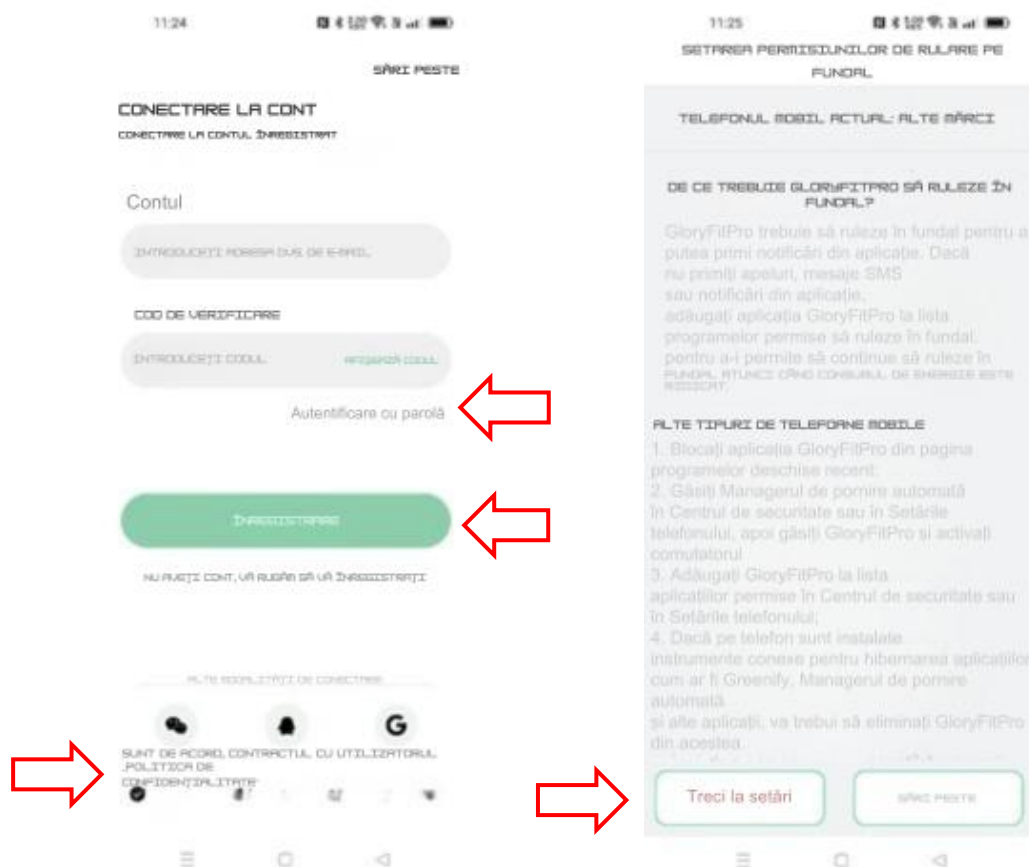 11:24
SĂRI PESTE
CONECTARE LA CONT
CONECTARE LA CONTUL ÎNREGISTRAT
Contul
INTRODUCEȚI ADRESA DVS. DE E-MAIL.
COD DE VERIFICARE
INTRODUCEȚI CODUL
AFIȘEAZĂ CODUL
Autentificare cu parolă
ÎNREGISTRARE
NU AVEȚI CONT, VĂ RUGĂM SĂ VĂ ÎNREGISTRAȚI
ALTE MODALITĂȚI DE CONECTARE
G
SUNT DE ACORD, CONTRACTUL CU UTILIZATORUL
,POLITICA DE
CONFIDENȚIALITATE
11:25
SETAREA PERMISIUNILOR DE RULARE PE
FUNDAL
TELEFONUL MOBIL ACTUAL: ALTE MĂRCI
DE CE TREBUIE GLORYFITPRO SĂ RULEZE ÎN
FUNDAL?
GloryFitPro trebuie să ruleze în fundal pentru a
putea primi notificări din aplicație. Dacă
nu primiți apeluri, mesaje SMS
sau notificări din aplicație,
adăugați aplicația GloryFitPro la lista
programelor permise să ruleze în fundal,
pentru a-i permite să continue să ruleze în
FUNDAL ATUNCI CÂND CONSUMUL DE ENERGIE ESTE
RIDICAT.
ALTE TIPURI DE TELEFOANE MOBILE
1. Blocați aplicația GloryFitPro din pagina
programelor deschise recent.
2. Găsiți Managerul de pornire automată
în Centrul de securitate sau în Setările
telefonului, apoi găsiți GloryFitPro și activați
comutatorul
3. Adăugați GloryFitPro la lista
aplicațiilor permise în Centrul de securitate sau
în Setările telefonului;
4. Dacă pe telefon sunt instalate
instrumente conexe pentru hibernarea aplicațiilor
cum ar fi Greenify, Managerul de pornire
automată
și alte aplicații, va trebui să eliminați GloryFitPro
din acestea.
Treci la setări
SĂRI PESTE